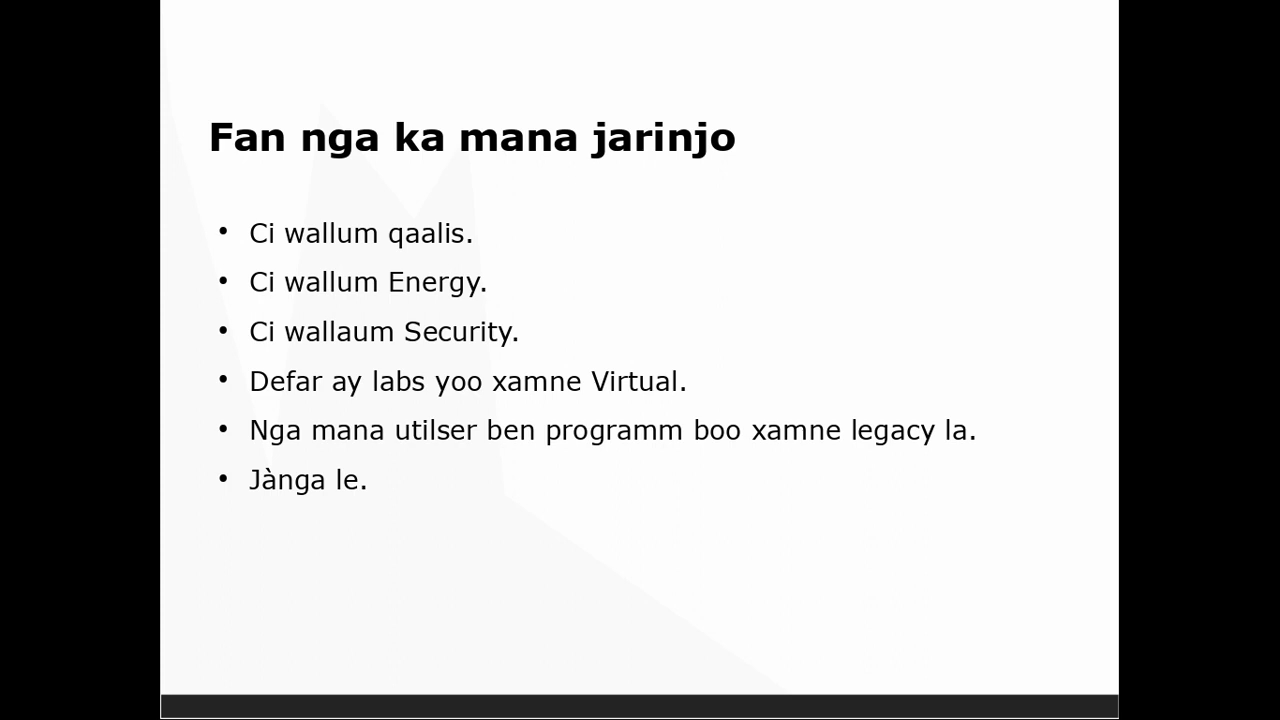 Fan nga ka mana jarinjo
• Ci wallum qaalis.
• Ci wallum Energy.
• Ci wallaum Security.
• Defar ay labs yoo xamne Virtual.
• Nga mana utilser ben programm boo xamne legacy la.
• Jànga le.